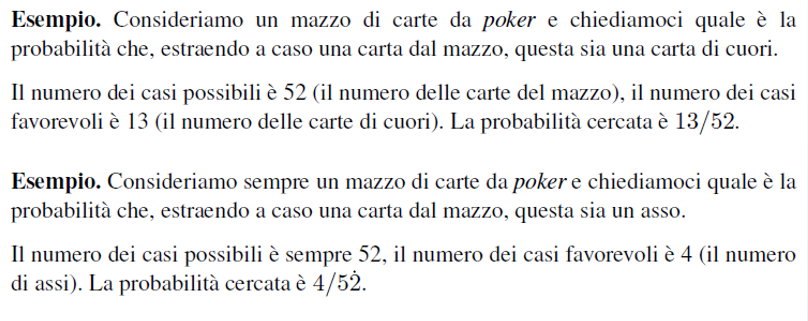 Esempio. Consideriamo un mazzo di carte da poker e chiediamoci quale è la
probabilità che, estraendo a caso una carta dal mazzo, questa sia una carta di cuori.
Il numero dei casi possibili è 52 (il numero delle carte del mazzo), il numero dei casi
favorevoli è 13 (il numero delle carte di cuori). La probabilità cercata è 13/52.
Esempio. Consideriamo sempre un mazzo di carte da poker e chiediamoci quale è la
probabilità che, estraendo a caso una carta dal mazzo, questa sia un asso.
Il numero dei casi possibili è sempre 52, il numero dei casi favorevoli è 4 (il numero
di assi). La probabilità cercata è 4/52̇.